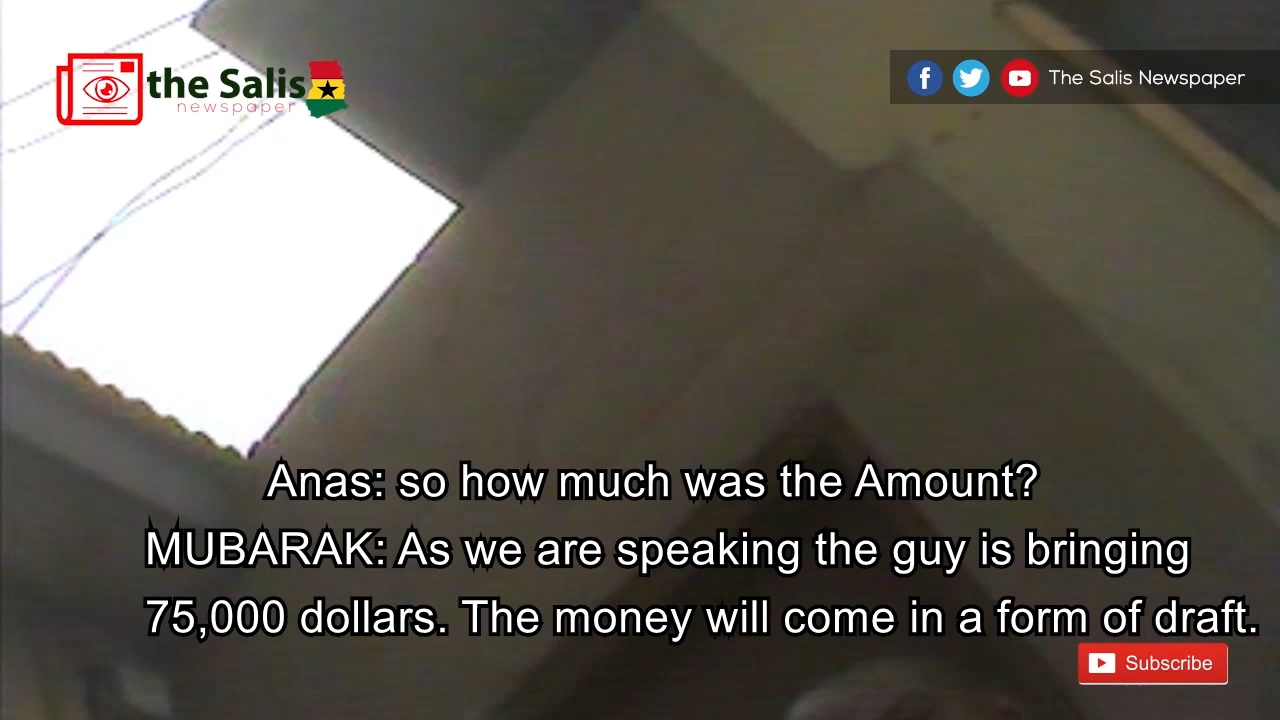 the Salis
newspaper
The Salis Newspaper
Anas: so how much was the Amount?
MUBARAK: As we are speaking the guy is bringing
75,000 dollars. The money will come in a form of draft.
Subscribe